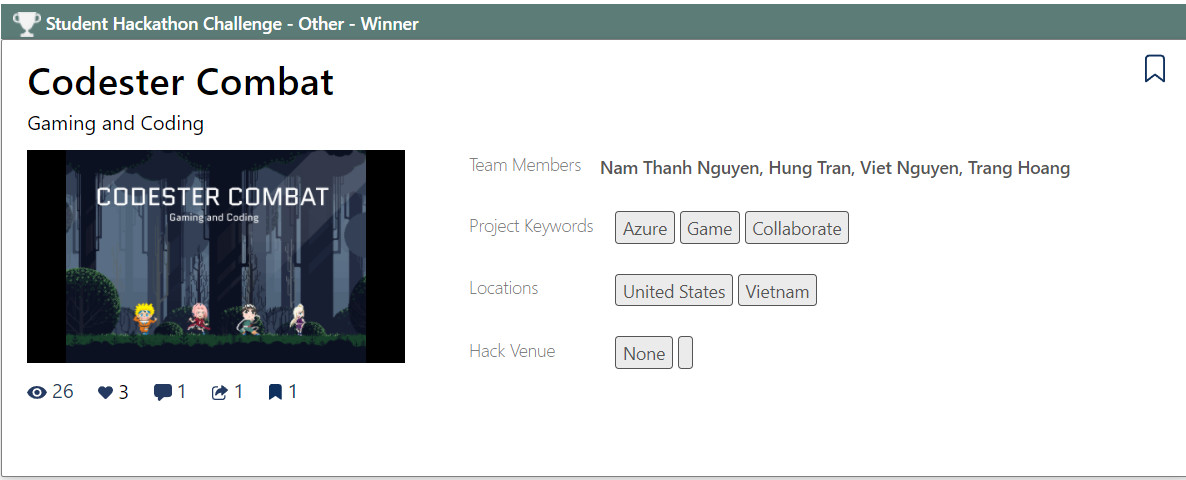 Student Hackathon Challenge - Other - Winner
Codester Combat
Gaming and Coding
CODESTER COMBAT
Gaming and Coding
Team Members Nam Thanh Nguyen, Hung Tran, Viet Nguyen, Trang Hoang
Project Keywords Azure Game Collaborate
Locations United States Vietnam
Hack Venue None
26 3 1 1 1